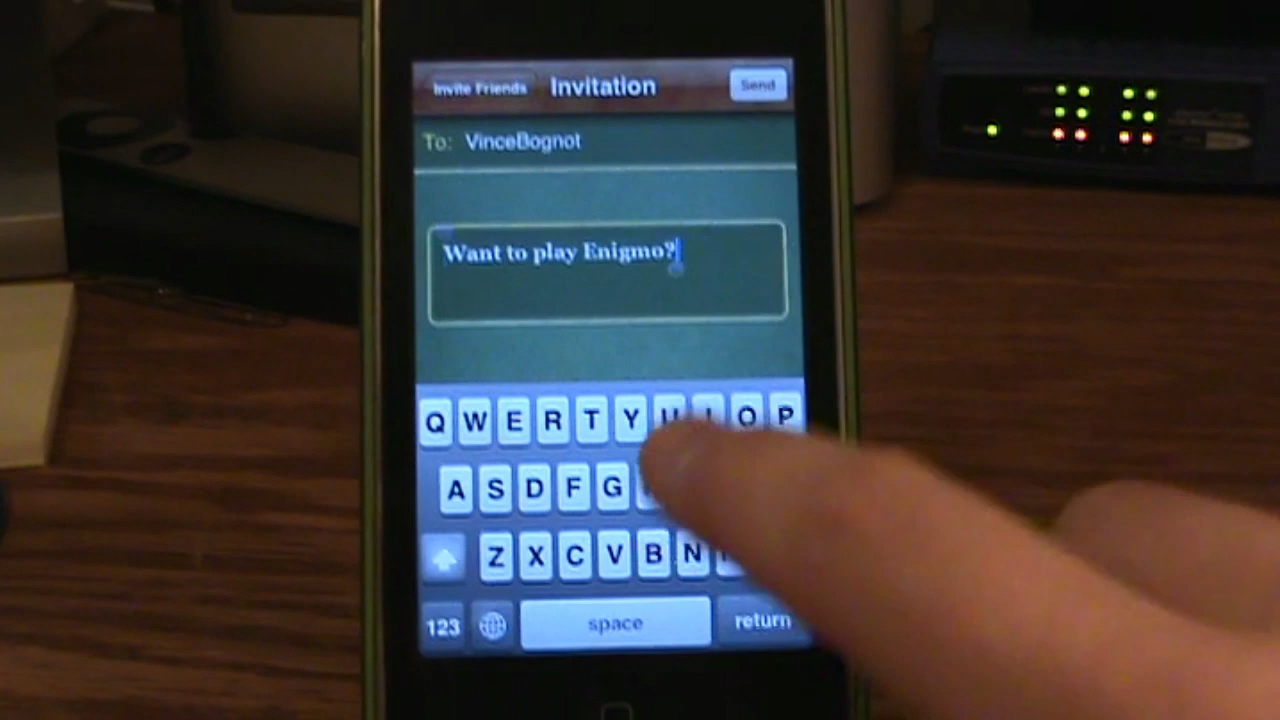 Invite Friends Invitation Send
To: VinceBognot
Want to play Enigmo?
Q W E R T Y U I O P
A S D F G
Z X C V B N
123 space return